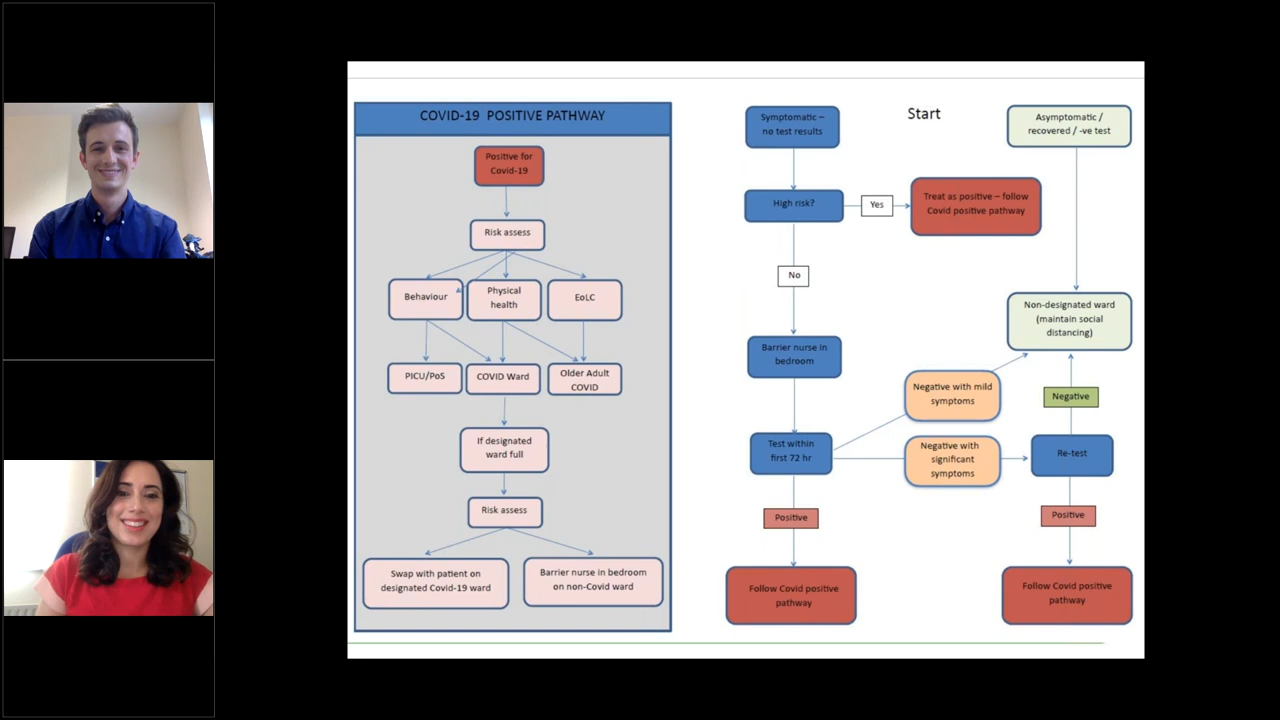 COVID-19 POSITIVE PATHWAY
Positive for
Covid-19
Risk assess
Behaviour
Physical
health
EoLC
PICU/PoS
COVID Ward
Older Adult
COVID
If designated
ward full
Risk assess
Swap with patient on
designated Covid-19 ward
Barrier nurse in bedroom
on non-Covid ward
Start
Symptomatic –
no test results
Asymptomatic /
recovered / -ve test
High risk?
Yes
Treat as positive – follow
Covid positive pathway
No
Non-designated ward
(maintain social
distancing)
Barrier nurse in
bedroom
Negative with mild
symptoms
Negative
Test within
first 72 hr
Negative with
significant
symptoms
Re-test
Positive
Positive
Follow Covid positive
pathway
Follow Covid positive
pathway